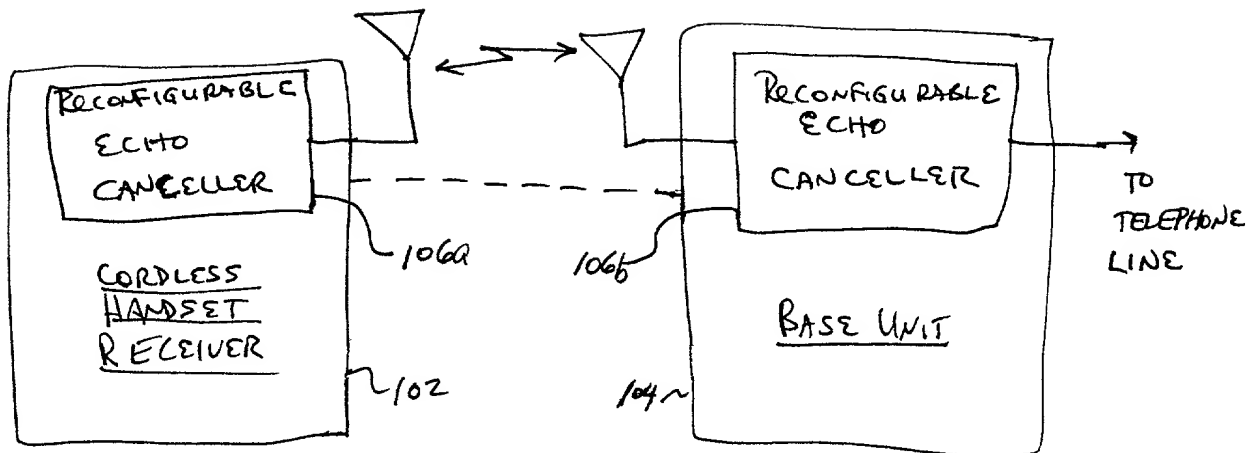 RECONFIGURABLE
ECHO
CANCELLER
106a
CORDLESS
HANDSET
RECEIVER
102
RECONFIGURABLE
ECHO
CANCELLER
106b
BASE UNIT
104
TO
TELEPHONE
LINE